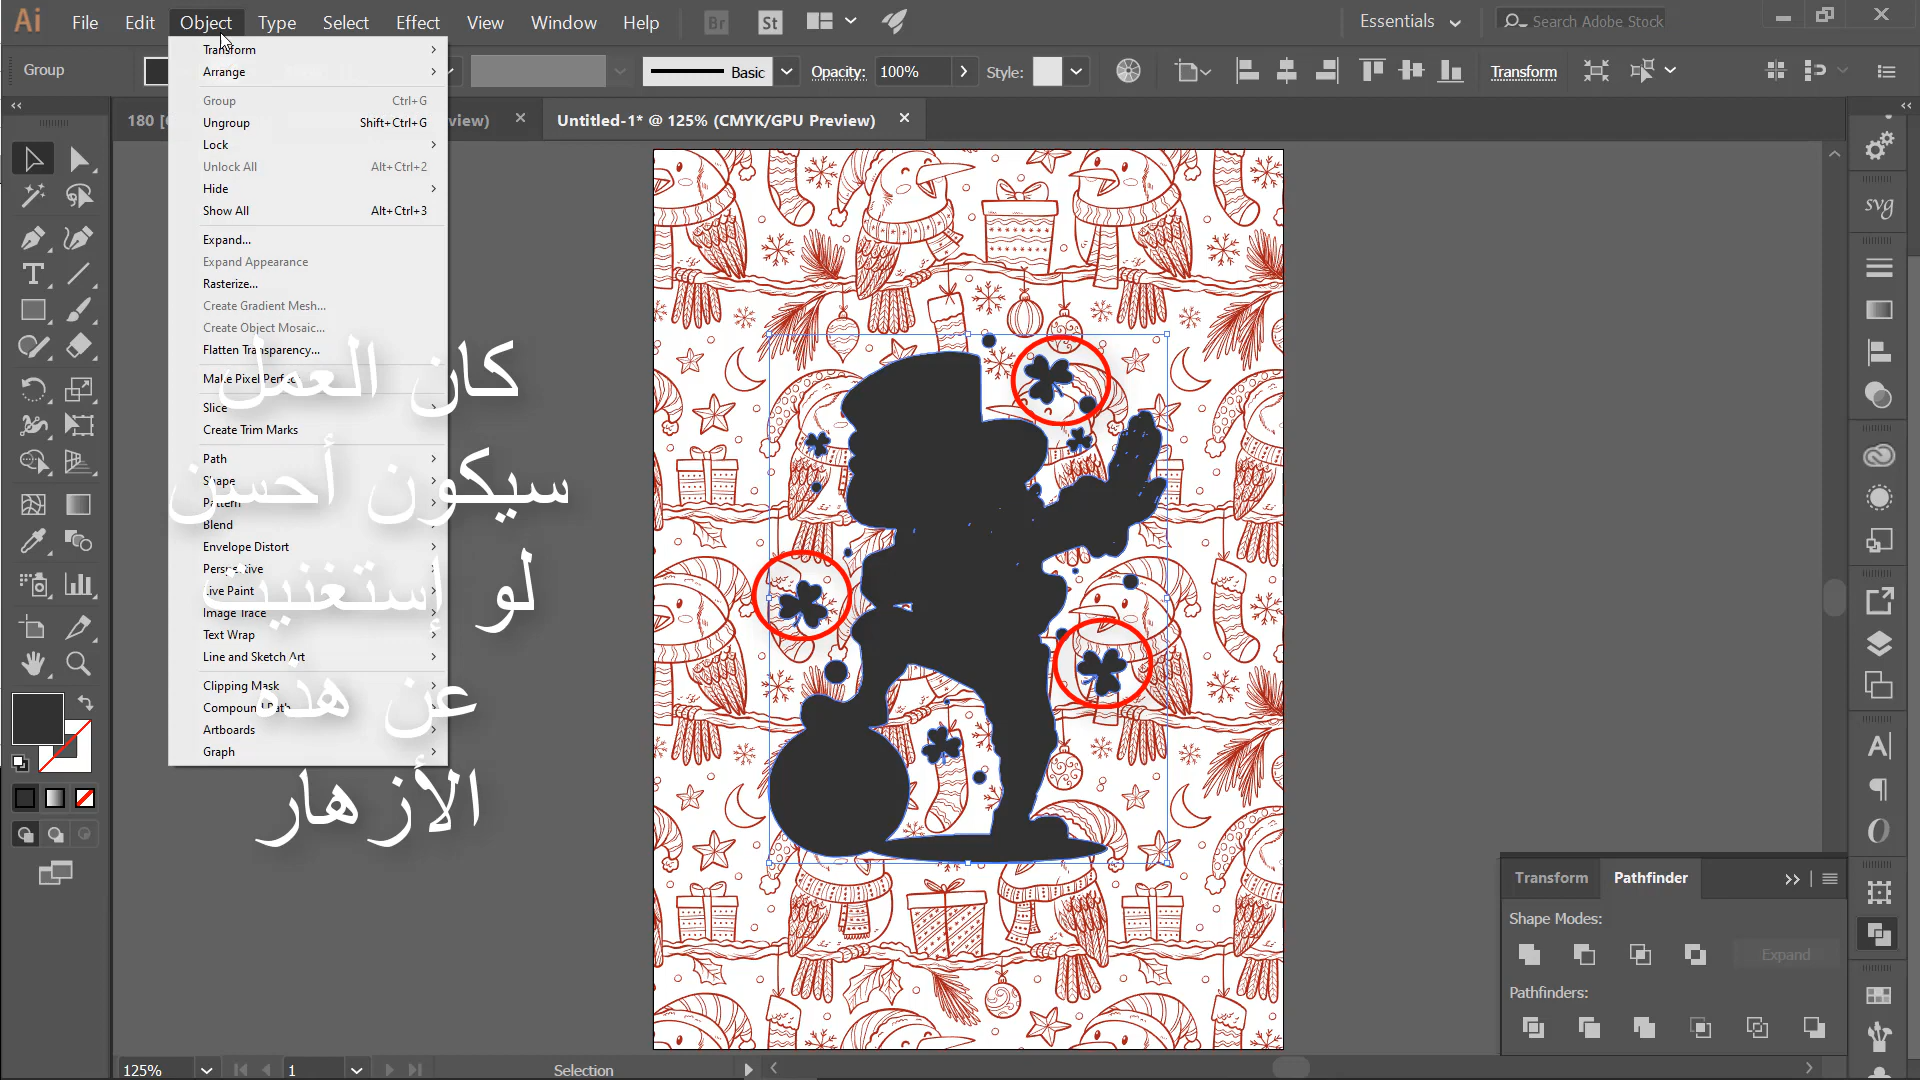 Ai File Edit Object Type Select Effect View Window Help Br St Essentials Search Adobe Stock
Group Basic Opacity: 100% Style: Transform
180 [ view) Untitled-1* @ 125% (CMYK/GPU Preview)
Transform
Arrange
Group Ctrl+G
Ungroup Shift+Ctrl+G
Lock
Unlock All Alt+Ctrl+2
Hide
Show All Alt+Ctrl+3
Expand...
Expand Appearance
Rasterize...
Create Gradient Mesh...
Create Object Mosaic...
Flatten Transparency...
Make Pixel Perfect
Slice
Create Trim Marks
Path
Shape
Pattern
Blend
Envelope Distort
Perspective
Live Paint
Image Trace
Text Wrap
Line and Sketch Art
Clipping Mask
Compound Path
Artboards
Graph
كان العمل
سيكون أحسن
لو إستغنيت
عن هذه
الأزهار
svg
Transform Pathfinder
Shape Modes:
Expand
Pathfinders:
125% 1 Selection